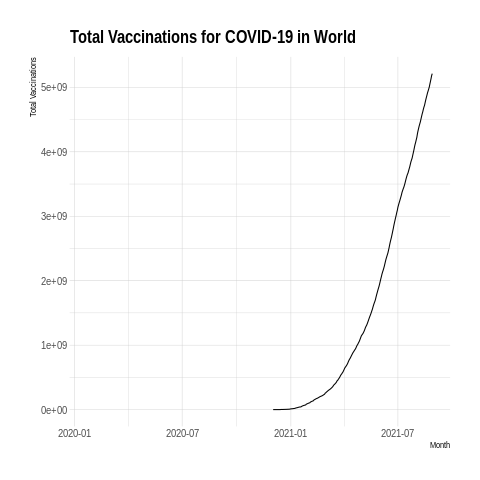 Total Vaccinations for COVID-19 in World
Total Vaccinations
5e+09
4e+09
3e+09
2e+09
1e+09
0e+00
2020-01 2020-07 2021-01 2021-07
Month